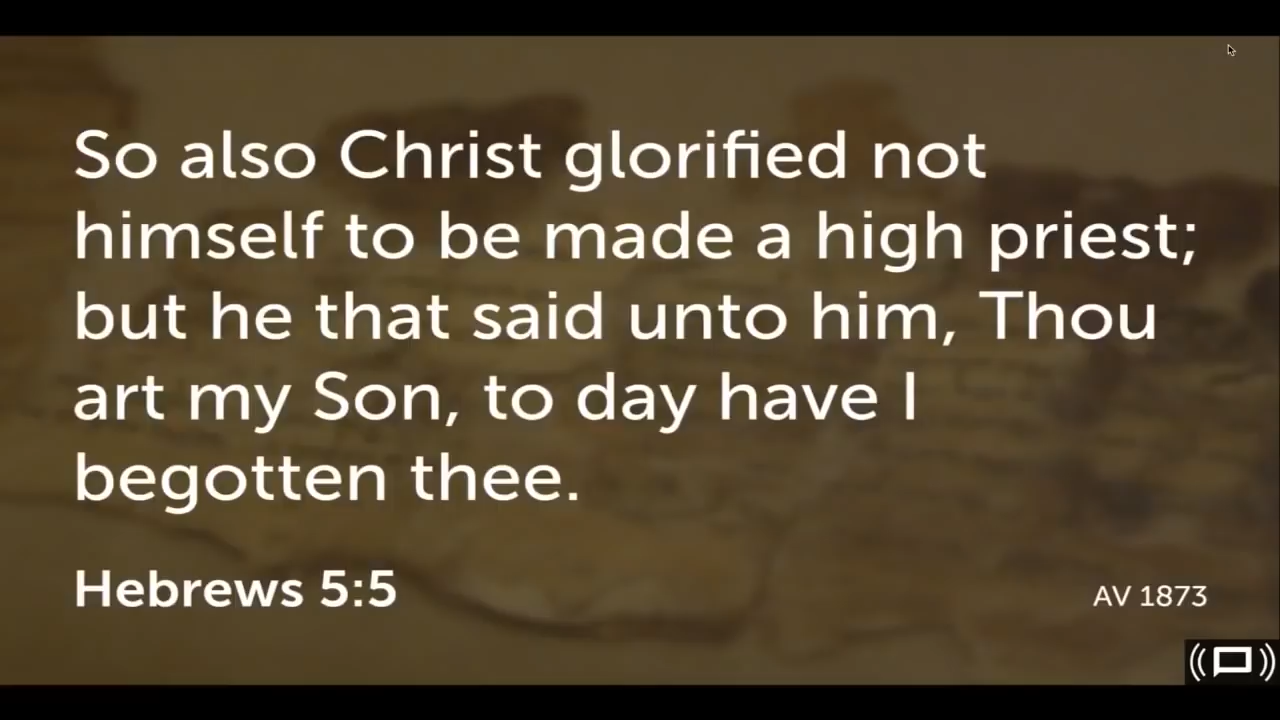 So also Christ glorified not
himself to be made a high priest;
but he that said unto him, Thou
art my Son, to day have I
begotten thee.
Hebrews 5:5
AV 1873